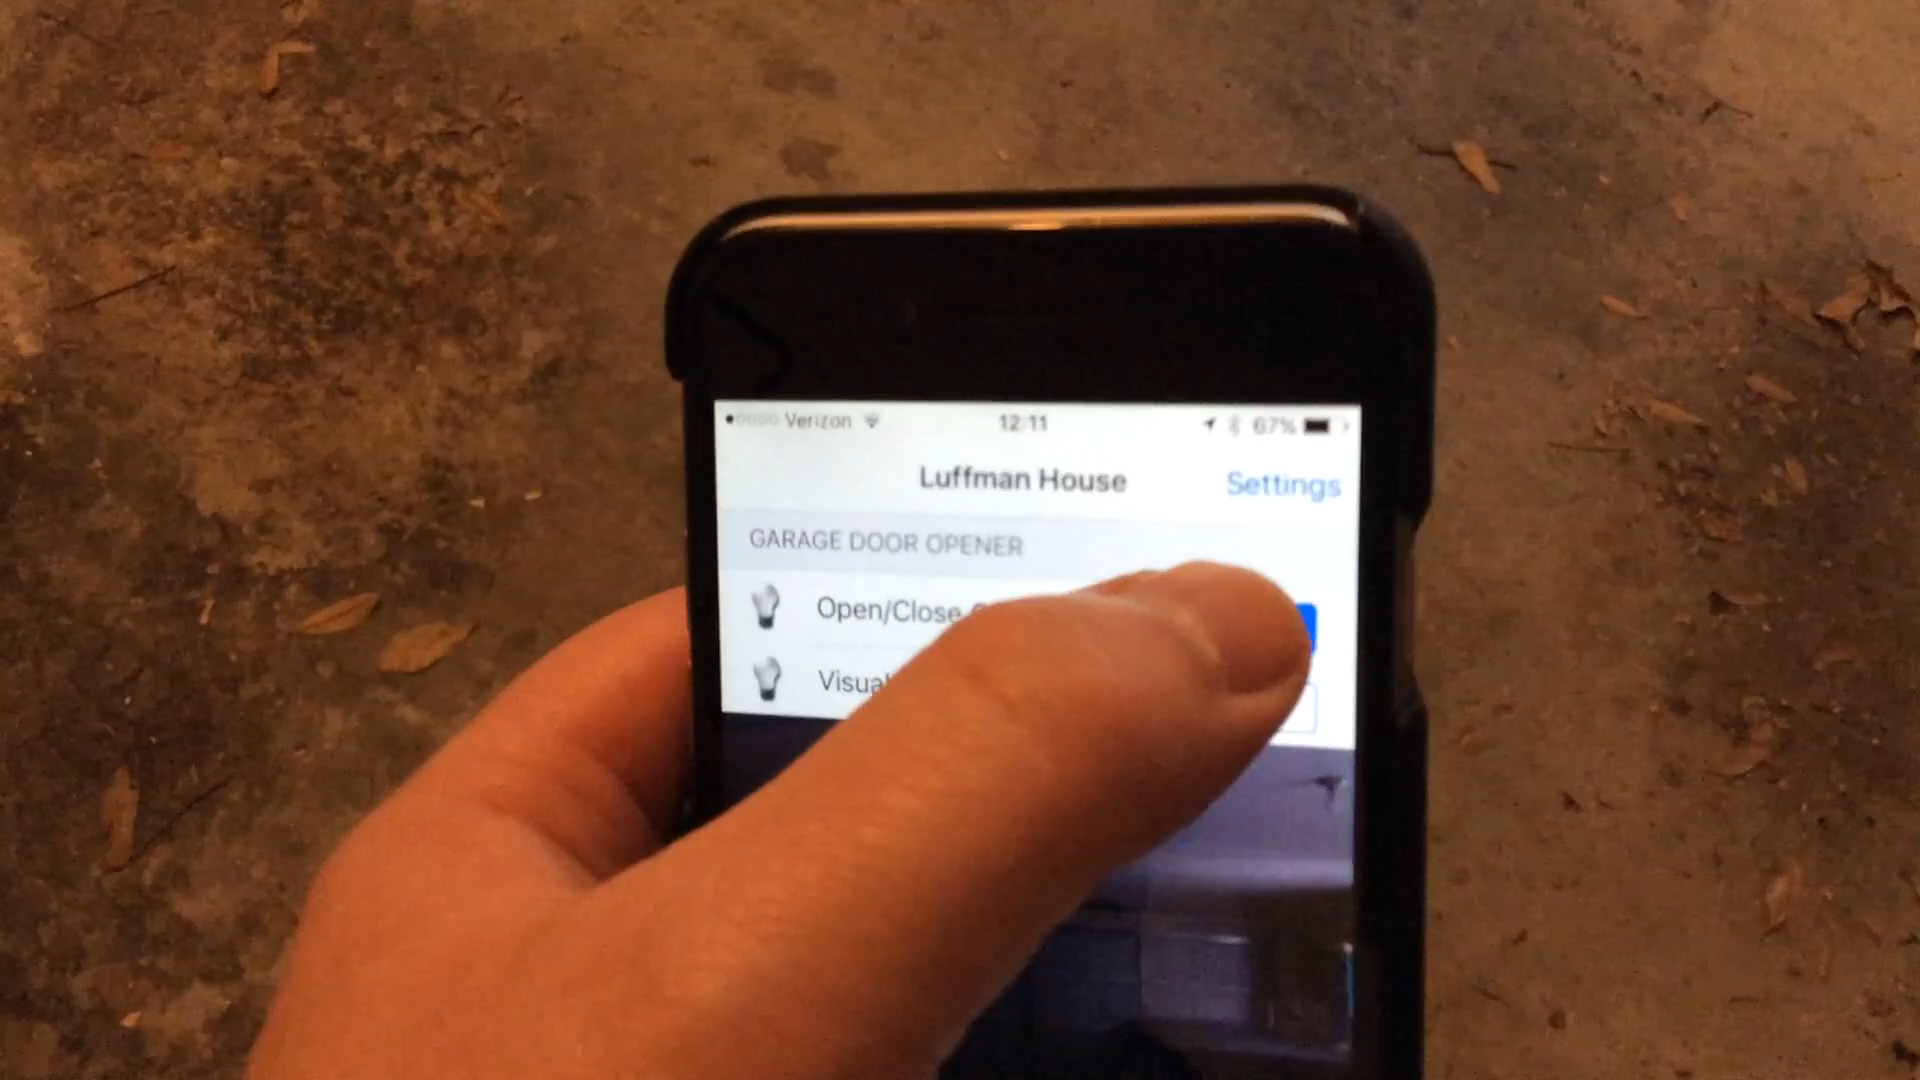 Verizon 12:11 67%
Luffman House Settings
GARAGE DOOR OPENER
Open/Close
Visual